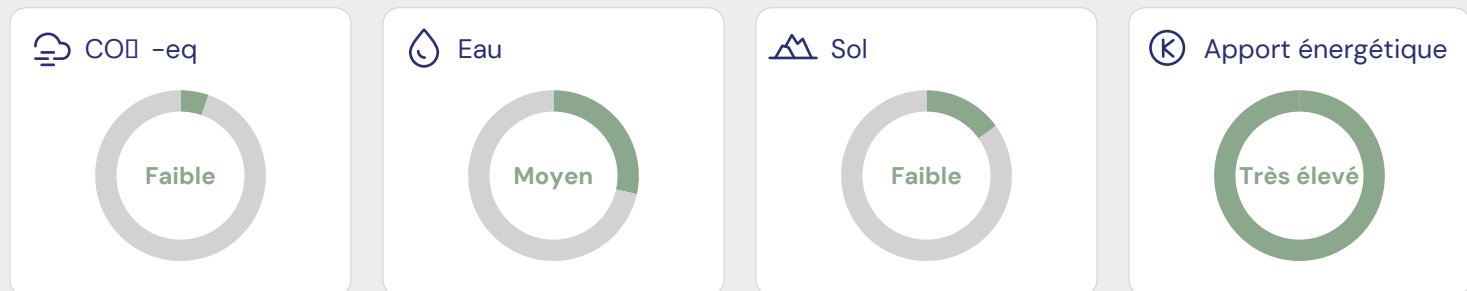 CO▯ -eq
Faible
Eau
Moyen
Sol
Faible
Apport énergétique
Très élevé